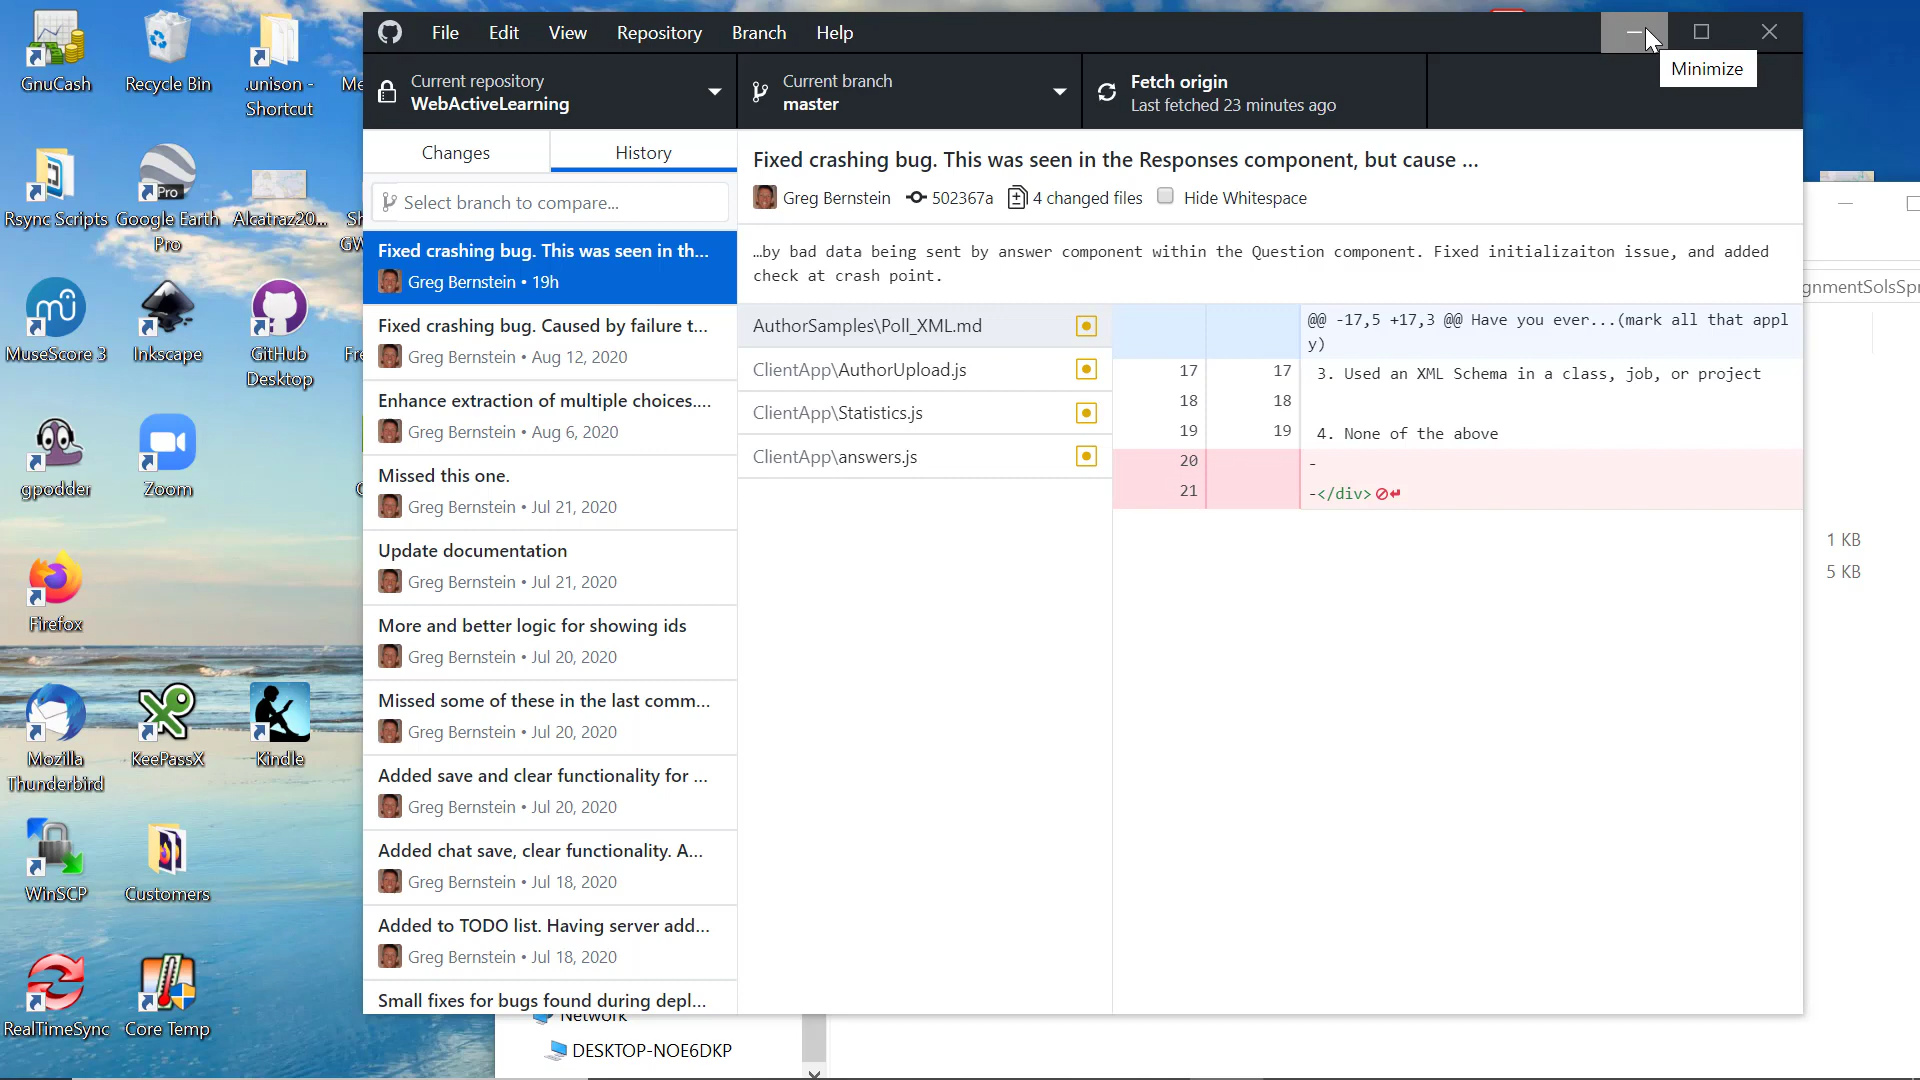 GnuCash
Recycle Bin
.unison -
Shortcut
Rsync Scripts
Google Earth
Pro
Alcatraz20...
MuseScore 3
Inkscape
GitHub
Desktop
gpodder
Zoom
Firefox
Mozilla
Thunderbird
KeePassX
Kindle
WinSCP
Customers
RealTimeSync
Core Temp
File Edit View Repository Branch Help
Minimize
Current repository
WebActiveLearning
Current branch
master
Fetch origin
Last fetched 23 minutes ago
Changes
History
Select branch to compare...
Fixed crashing bug. This was seen in th...
Greg Bernstein • 19h
Fixed crashing bug. Caused by failure t...
Greg Bernstein • Aug 12, 2020
Enhance extraction of multiple choices....
Greg Bernstein • Aug 6, 2020
Missed this one.
Greg Bernstein • Jul 21, 2020
Update documentation
Greg Bernstein • Jul 21, 2020
More and better logic for showing ids
Greg Bernstein • Jul 20, 2020
Missed some of these in the last comm...
Greg Bernstein • Jul 20, 2020
Added save and clear functionality for ...
Greg Bernstein • Jul 20, 2020
Added chat save, clear functionality. A...
Greg Bernstein • Jul 18, 2020
Added to TODO list. Having server add...
Greg Bernstein • Jul 18, 2020
Small fixes for bugs found during depl...
Fixed crashing bug. This was seen in the Responses component, but cause ...
Greg Bernstein 502367a 4 changed files Hide Whitespace
…by bad data being sent by answer component within the Question component. Fixed initializaiton issue, and added
check at crash point.
AuthorSamples\Poll_XML.md
ClientApp\AuthorUpload.js
ClientApp\Statistics.js
ClientApp\answers.js
@@ -17,5 +17,3 @@ Have you ever...(mark all that appl
y)
17 17 3. Used an XML Schema in a class, job, or project
18 18
19 19 4. None of the above
20 -
21 -</div>
gnmentSolsSpr
1 KB
5 KB
Network
DESKTOP-NOE6DKP